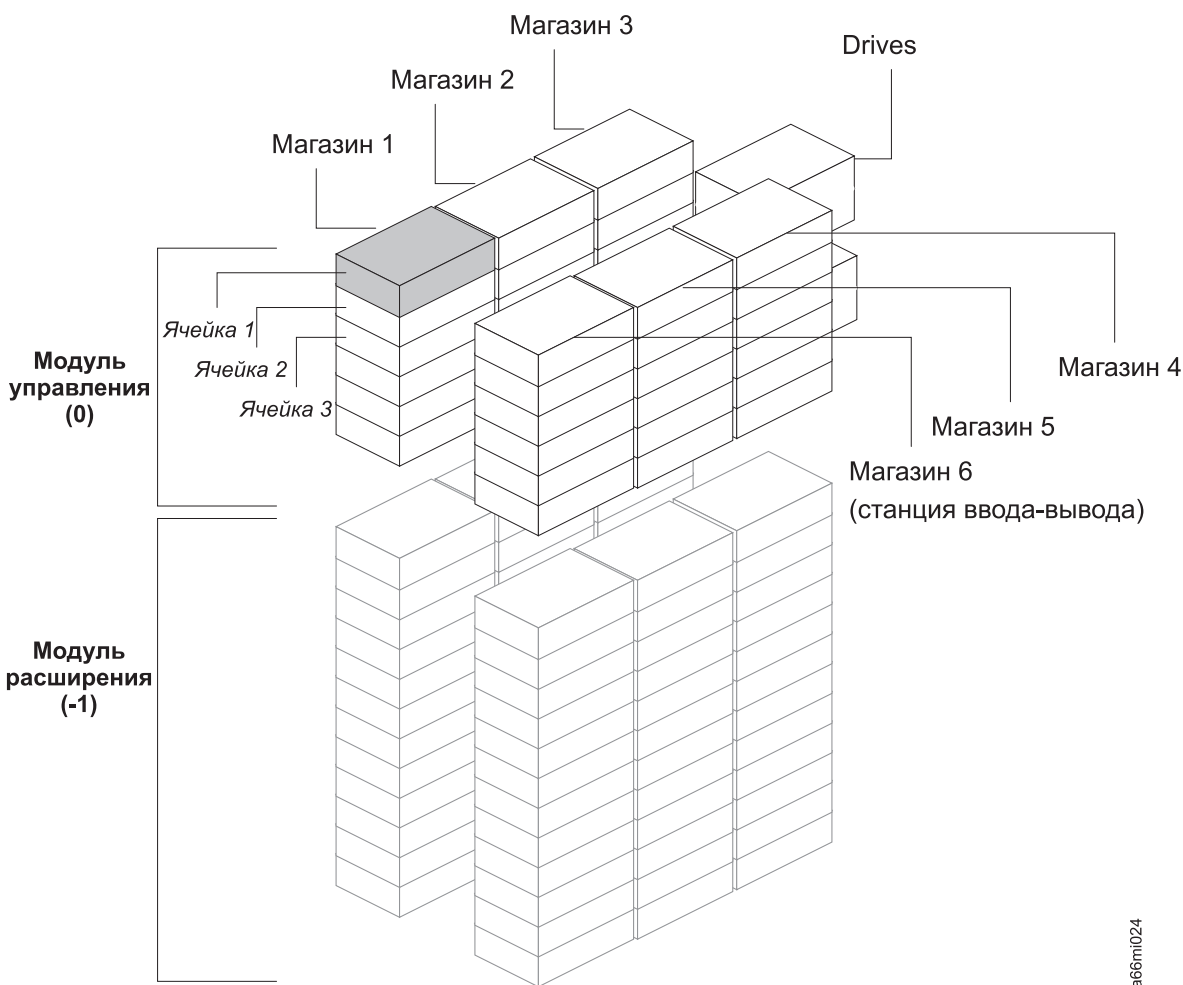 Магазин 3
Drives
Магазин 2
Магазин 1
Ячейка 1
Ячейка 2
Ячейка 3
Модуль
управления
(0)
Магазин 4
Магазин 5
Магазин 6
(станция ввода-вывода)
Модуль
расширения
(-1)
a66mi024